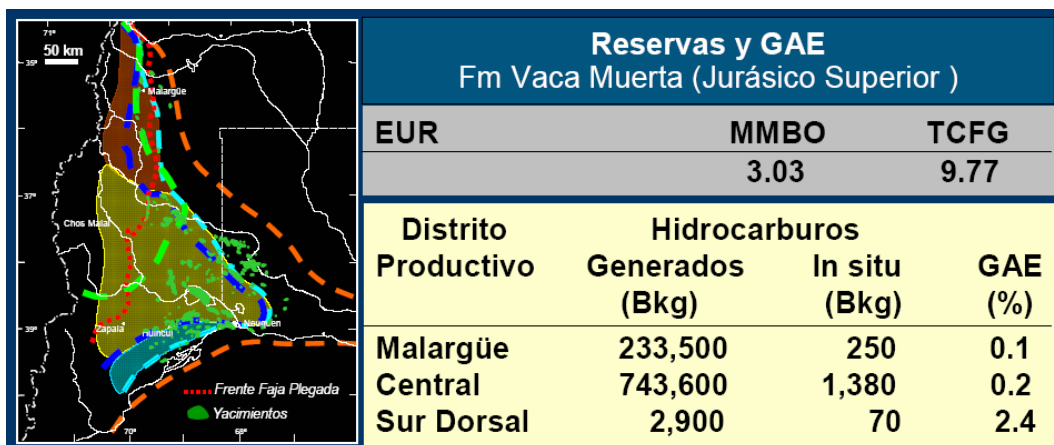 71°
50 km
35°
Malargüe
37°
Chos Malal
39°
Zapala
Huincul
Neuquen
Frente Faja Plegada
Yacimientos
70°
68°
Reservas y GAE
Fm Vaca Muerta (Jurásico Superior )
EUR MMBO TCFG
3.03 9.77
Distrito Hidrocarburos
Productivo Generados In situ GAE
(Bkg) (Bkg) (%)
Malargüe 233,500 250 0.1
Central 743,600 1,380 0.2
Sur Dorsal 2,900 70 2.4